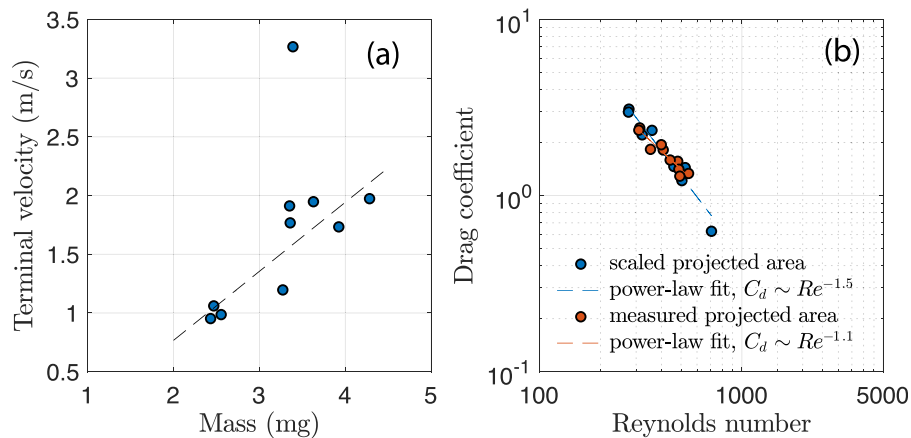 Terminal velocity (m/s)
3.5
3
2.5
2
1.5
1
0.5
(a)
1 2 3 4 5
Mass (mg)
Drag coefficient
10^1
10^0
10^-1
(b)
scaled projected area
power-law fit, C_d ∼ Re^-1.5
measured projected area
power-law fit, C_d ∼ Re^-1.1
100 1000 5000
Reynolds number